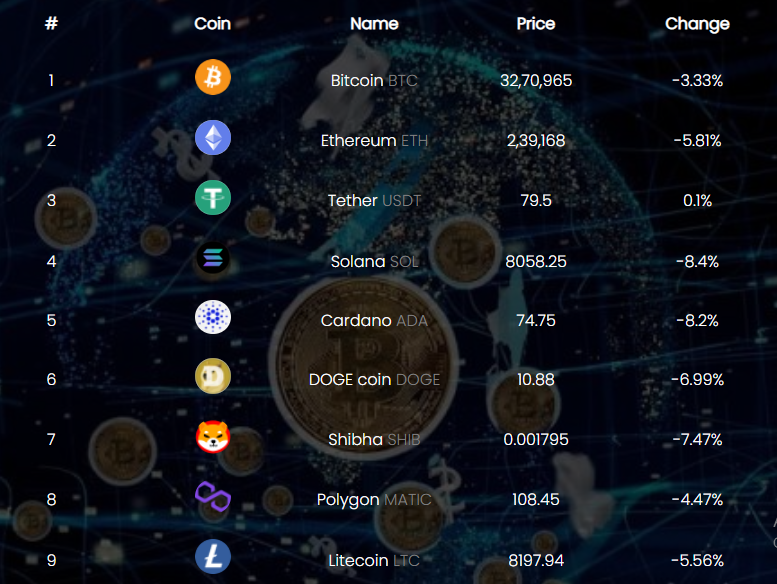 # Coin Name Price Change
1 Bitcoin BTC 32,70,965 -3.33%
2 Ethereum ETH 2,39,168 -5.81%
3 Tether USDT 79.5 0.1%
4 Solana SOL 8058.25 -8.4%
5 Cardano ADA 74.75 -8.2%
6 DOGE coin DOGE 10.88 -6.99%
7 Shibha SHIB 0.001795 -7.47%
8 Polygon MATIC 108.45 -4.47%
9 Litecoin LTC 8197.94 -5.56%